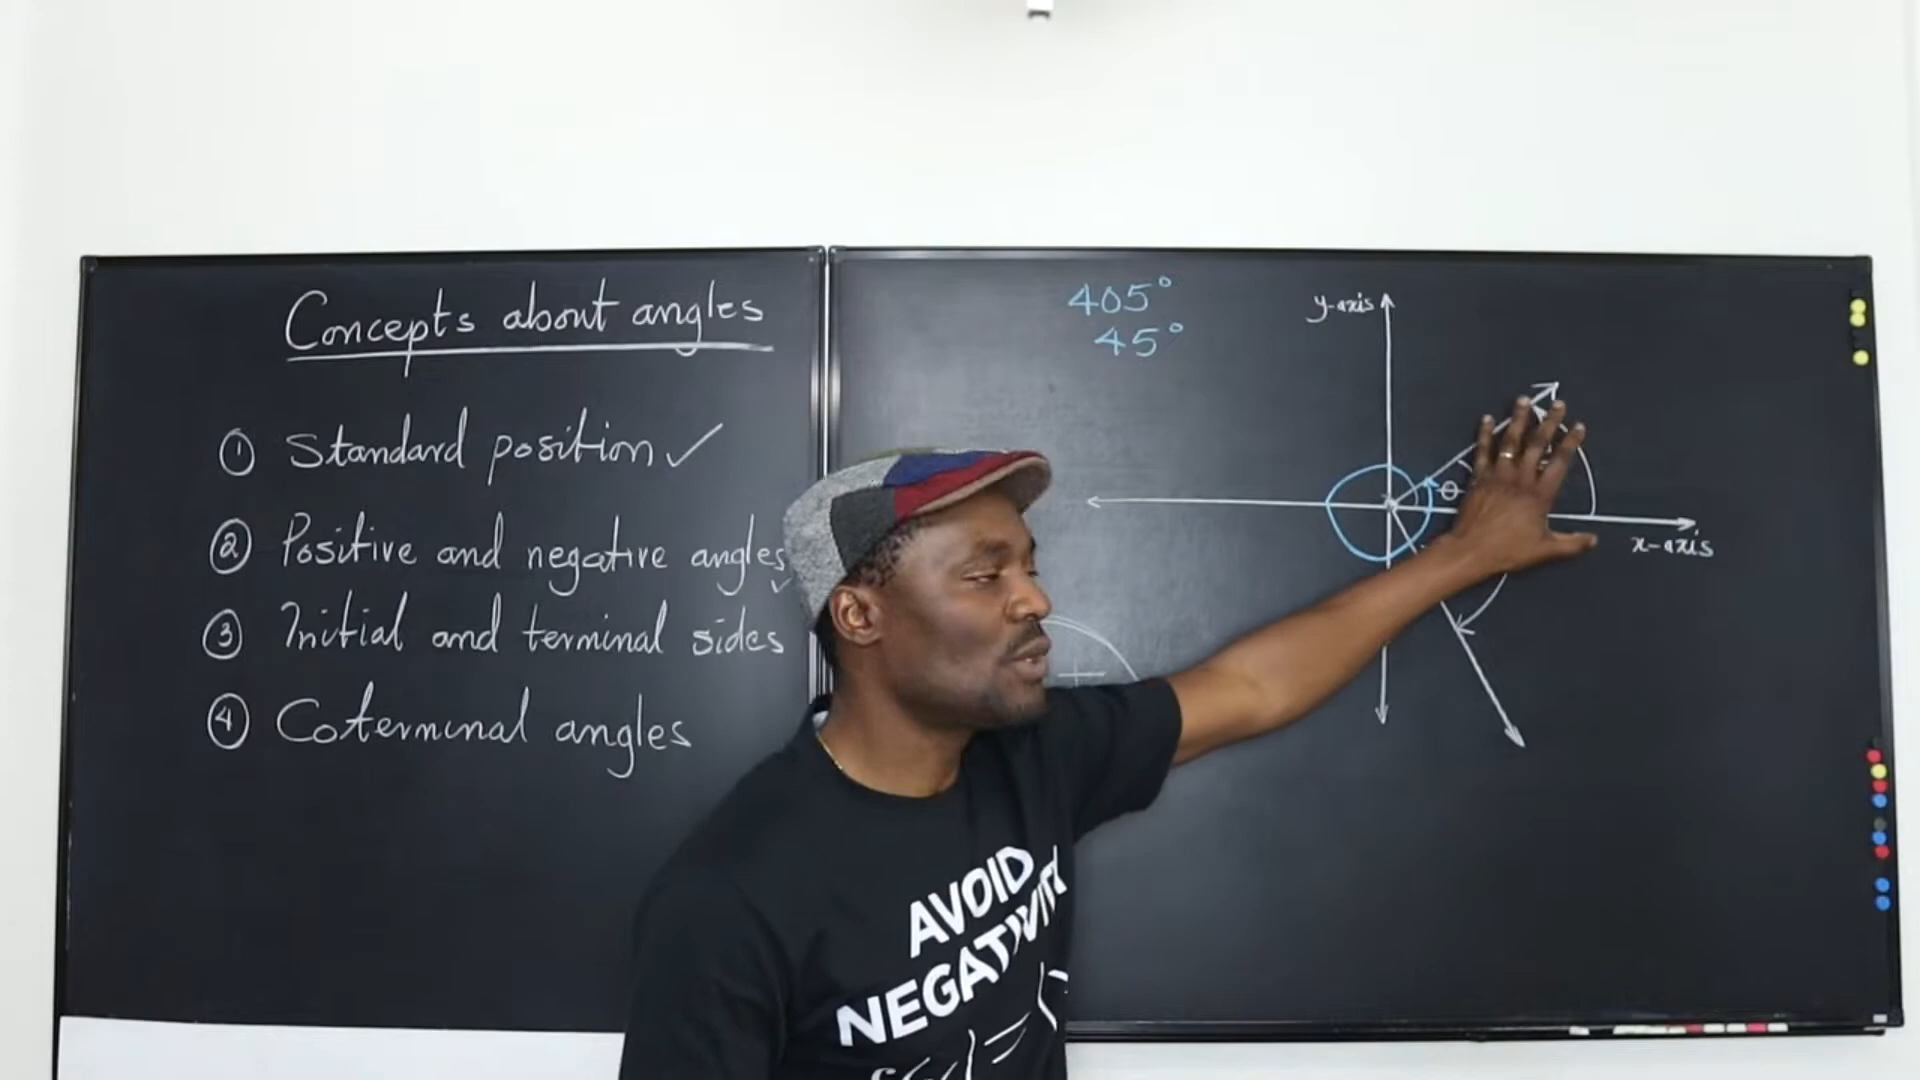 Concepts about angles
① Standard position ✓
② Positive and negative angles ✓
③ Initial and terminal sides
④ Coterminal angles
405°
45°
y-axis
θ
x-axis
+
AVOID
NEGATIVITY